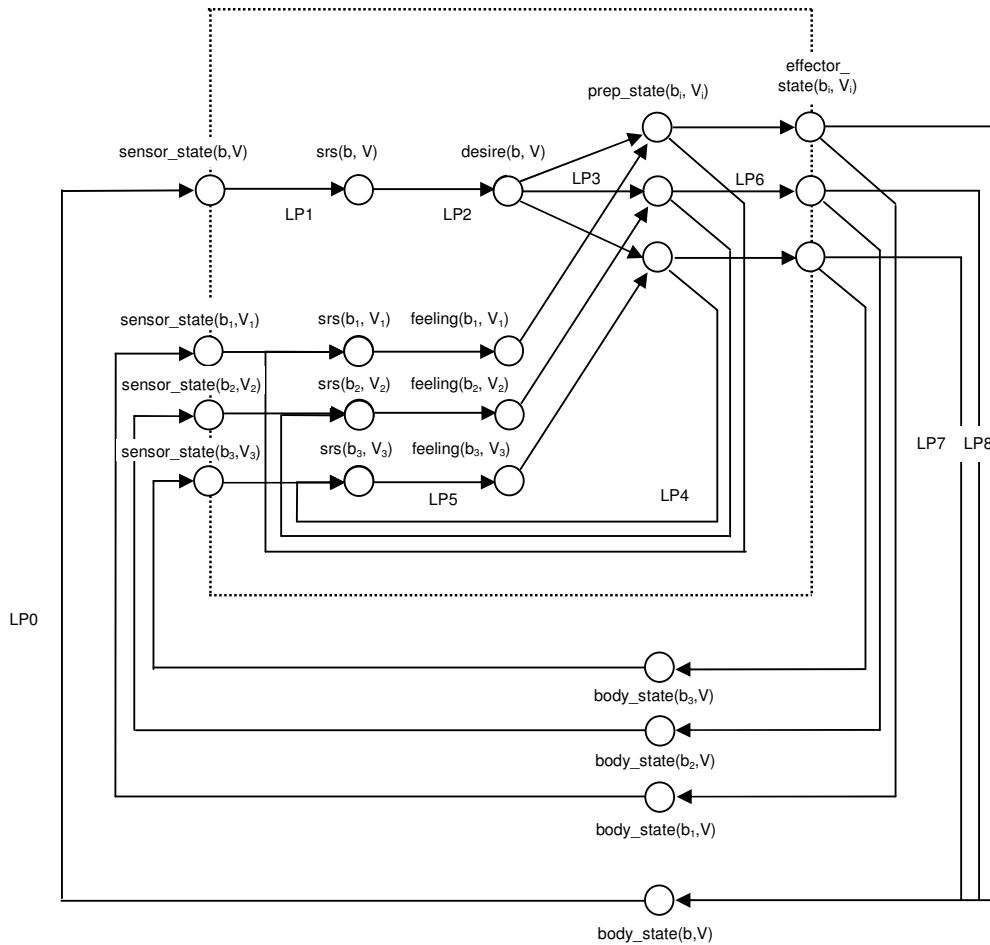 effector_
state(bᵢ, Vᵢ)
prep_state(bᵢ, Vᵢ)
sensor_state(b,V)
srs(b, V)
desire(b, V)
LP3
LP6
LP1
LP2
sensor_state(b₁,V₁)
srs(b₁, V₁)
feeling(b₁, V₁)
sensor_state(b₂,V₂)
srs(b₂, V₂)
feeling(b₂, V₂)
sensor_state(b₃,V₃)
srs(b₃, V₃)
feeling(b₃, V₃)
LP7
LP8
LP5
LP4
LP0
body_state(b₃,V)
body_state(b₂,V)
body_state(b₁,V)
body_state(b,V)